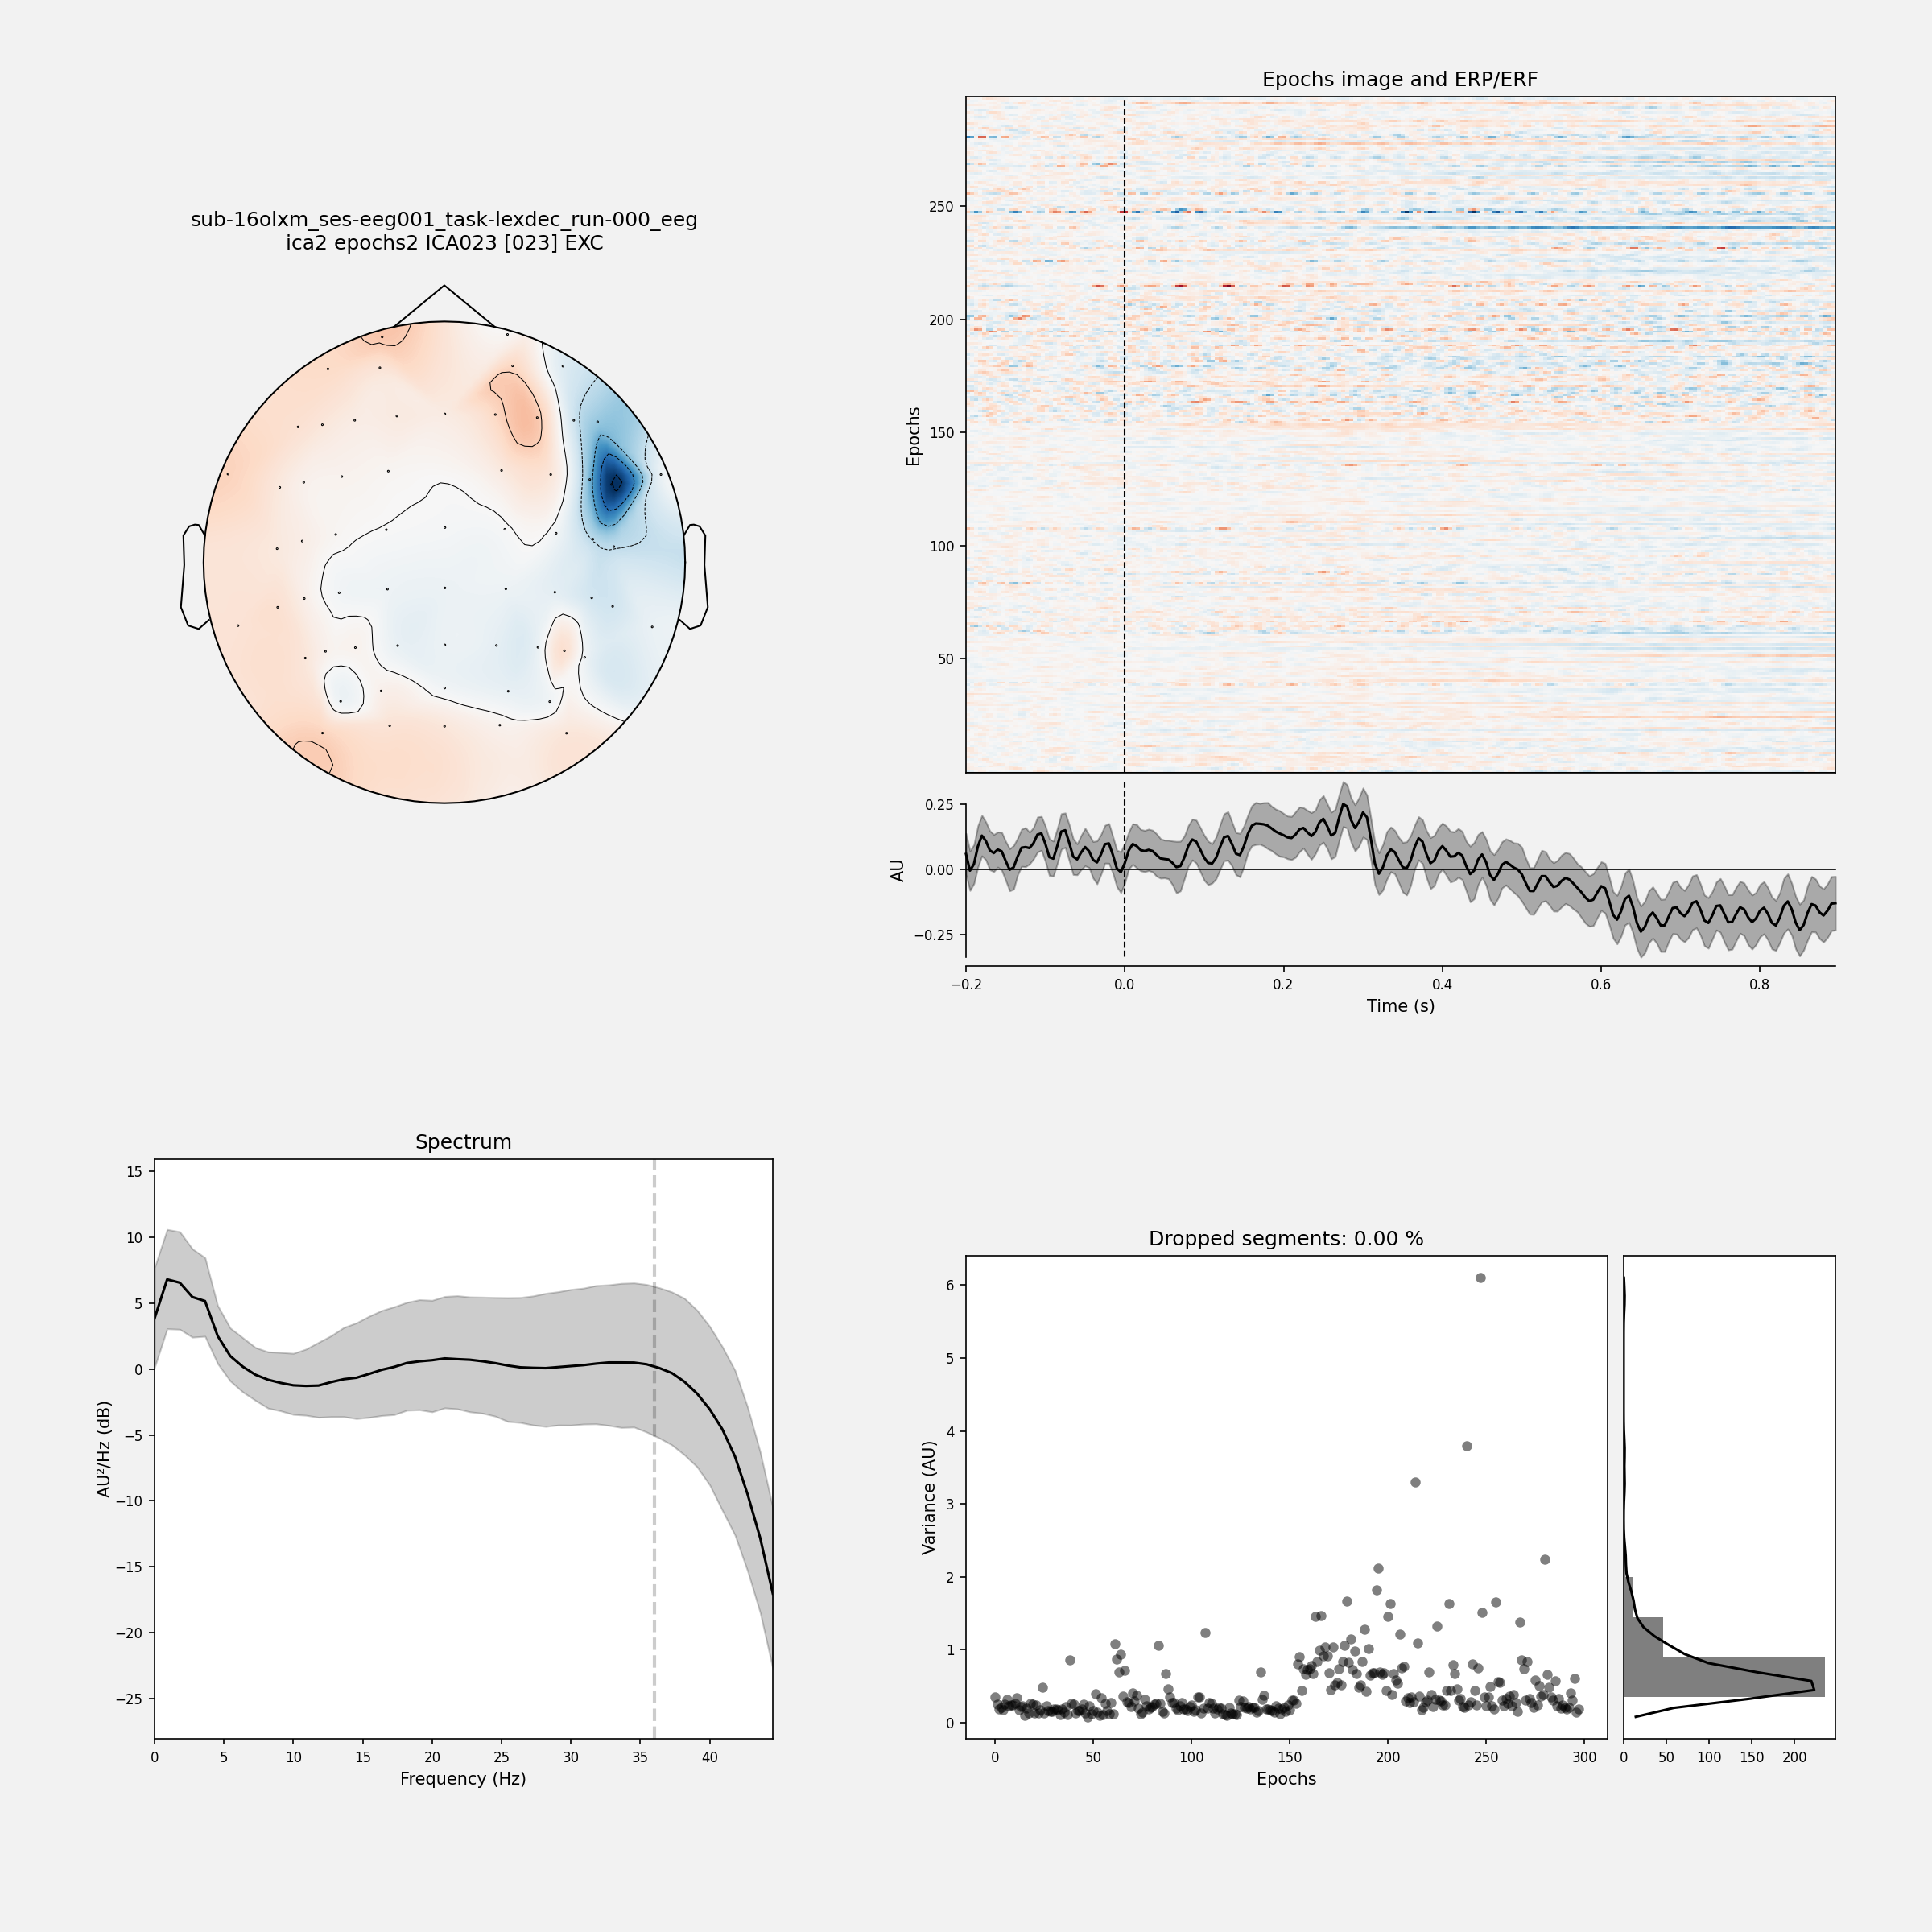 sub-16olxm_ses-eeg001_task-lexdec_run-000_eeg
ica2 epochs2 ICA023 [023] EXC
Epochs image and ERP/ERF
Epochs
250
200
150
100
50
AU
0.25
0.00
−0.25
−0.2 0.0 0.2 0.4 0.6 0.8
Time (s)
Spectrum
AU²/Hz (dB)
15
10
5
0
−5
−10
−15
−20
−25
0 5 10 15 20 25 30 35 40
Frequency (Hz)
Dropped segments: 0.00 %
Variance (AU)
6
5
4
3
2
1
0
0 50 100 150 200 250 300
Epochs
0 50 100 150 200